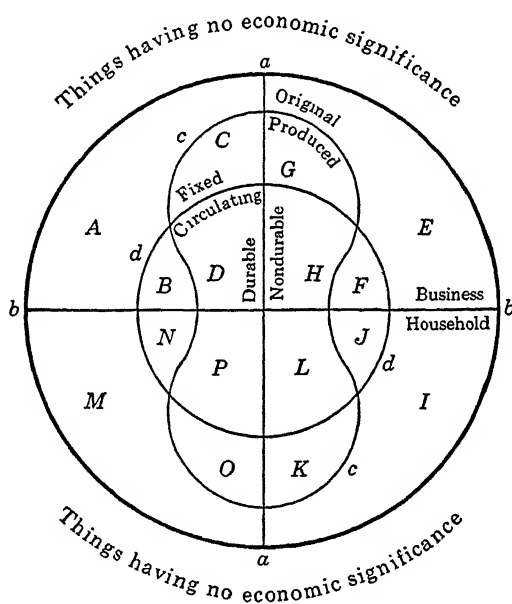 Things having no economic significance
a
Original
Produced
c
C
G
Fixed
Circulating
A
E
d
Durable
Nondurable
B
D
H
F
Business
b
b
Household
N
J
P
L
d
M
I
O
K
c
a
Things having no economic significance